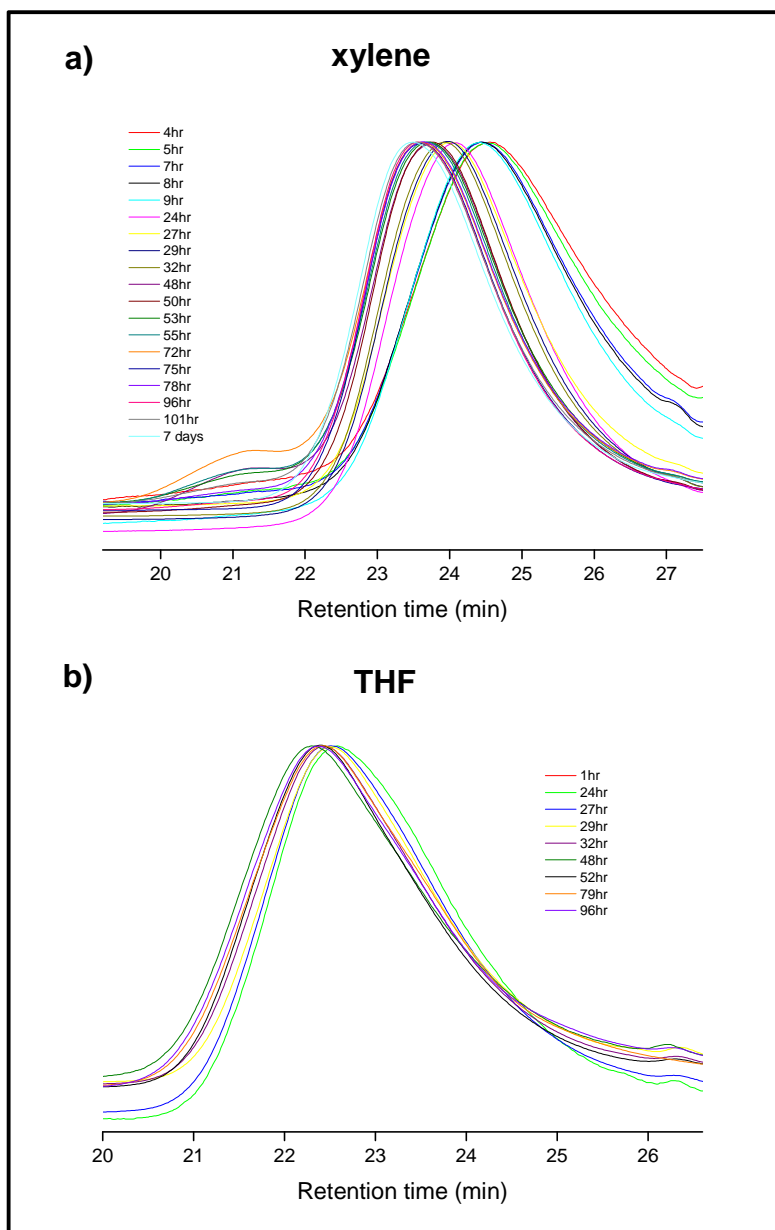 a)
xylene
4hr
5hr
7hr
8hr
9hr
24hr
27hr
29hr
32hr
48hr
50hr
53hr
55hr
72hr
75hr
78hr
96hr
101hr
7 days
20 21 22 23 24 25 26 27
Retention time (min)
b)
THF
1hr
24hr
27hr
29hr
32hr
48hr
52hr
79hr
96hr
20 21 22 23 24 25 26
Retention time (min)